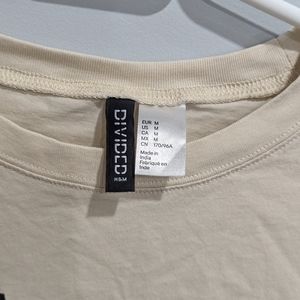 DIVIDED
H&M
EUR M
US M
CA M
MX M
CN 170/96A
Made in
India
Fabriqué en
Inde